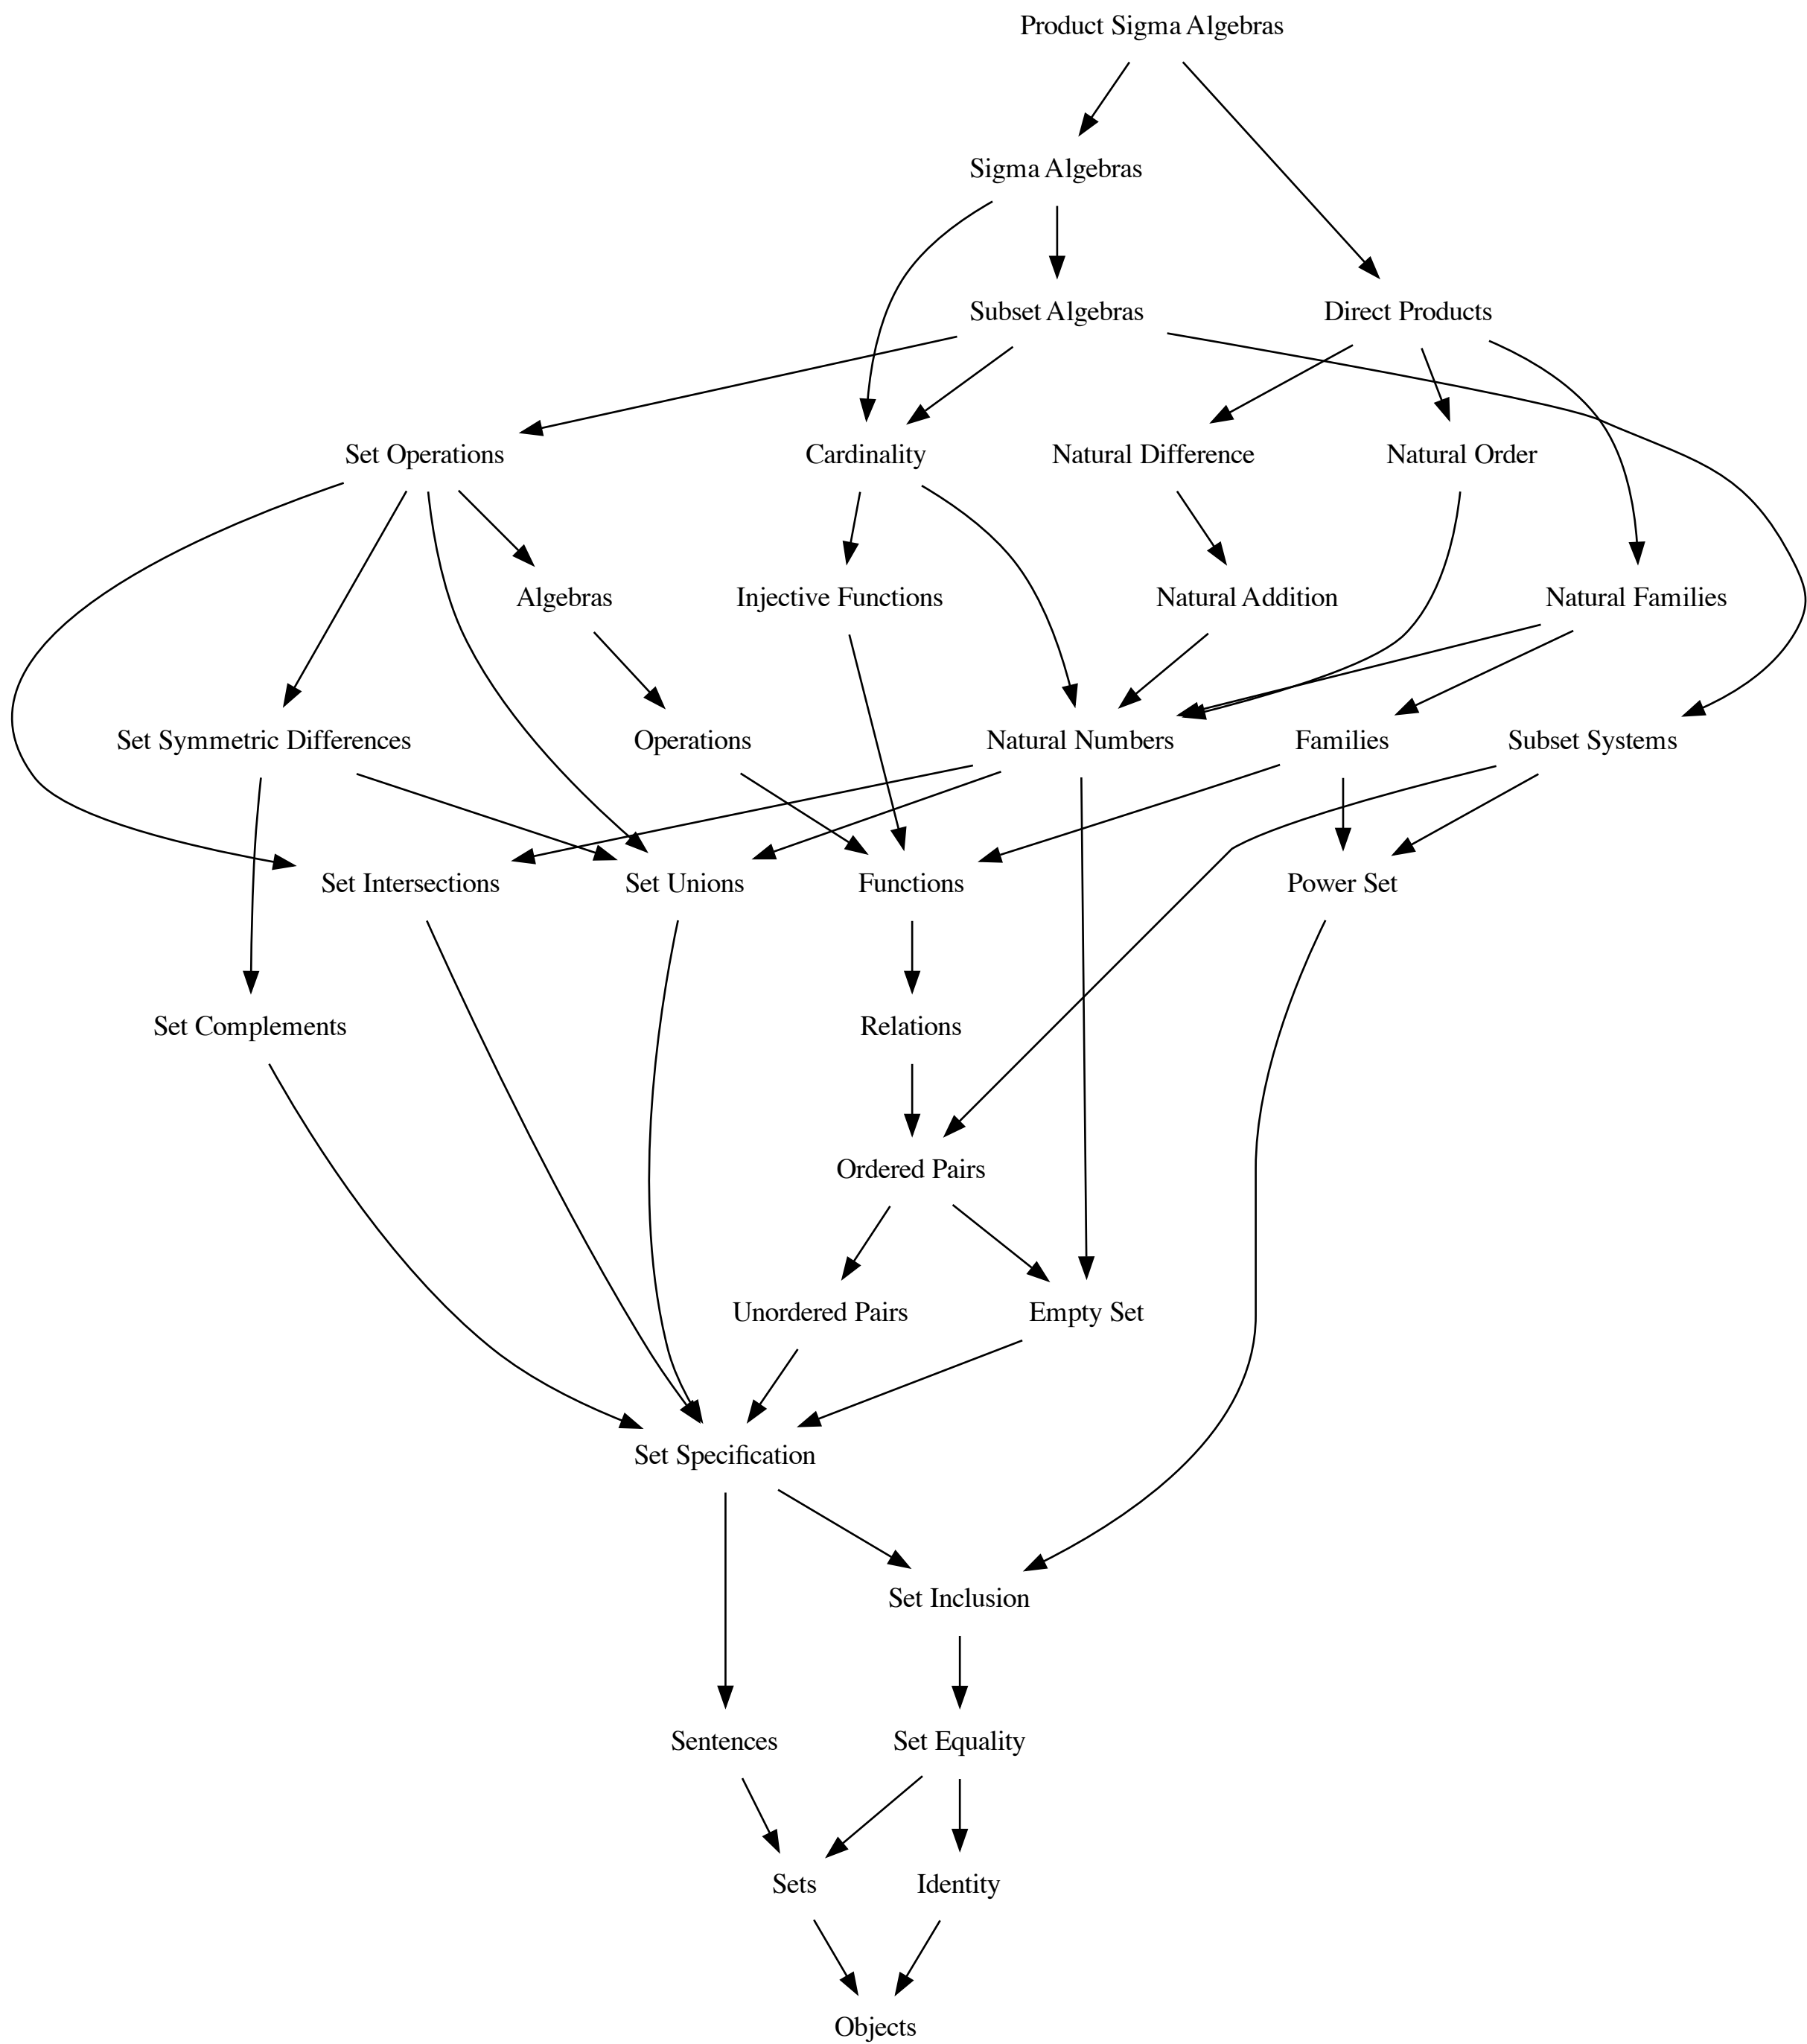 Product Sigma Algebras
Sigma Algebras
Subset Algebras
Direct Products
Set Operations
Cardinality
Natural Difference
Natural Order
Algebras
Injective Functions
Natural Addition
Natural Families
Set Symmetric Differences
Operations
Natural Numbers
Families
Subset Systems
Set Intersections
Set Unions
Functions
Power Set
Set Complements
Relations
Ordered Pairs
Unordered Pairs
Empty Set
Set Specification
Set Inclusion
Sentences
Set Equality
Sets
Identity
Objects